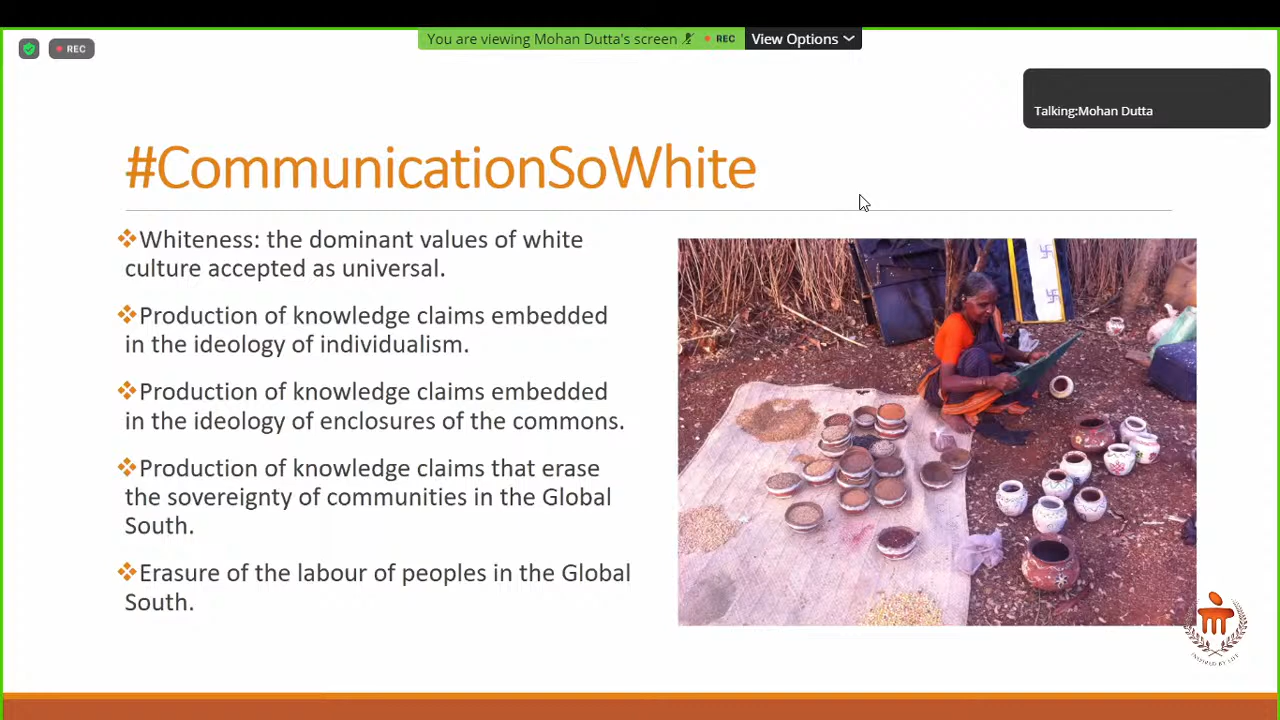 You are viewing Mohan Dutta's screen
REC
View Options
REC
Talking:Mohan Dutta
#CommunicationSoWhite
Whiteness: the dominant values of white
culture accepted as universal.
Production of knowledge claims embedded
in the ideology of individualism.
Production of knowledge claims embedded
in the ideology of enclosures of the commons.
Production of knowledge claims that erase
the sovereignty of communities in the Global
South.
Erasure of the labour of peoples in the Global
South.
INSPIRED BY LIFE